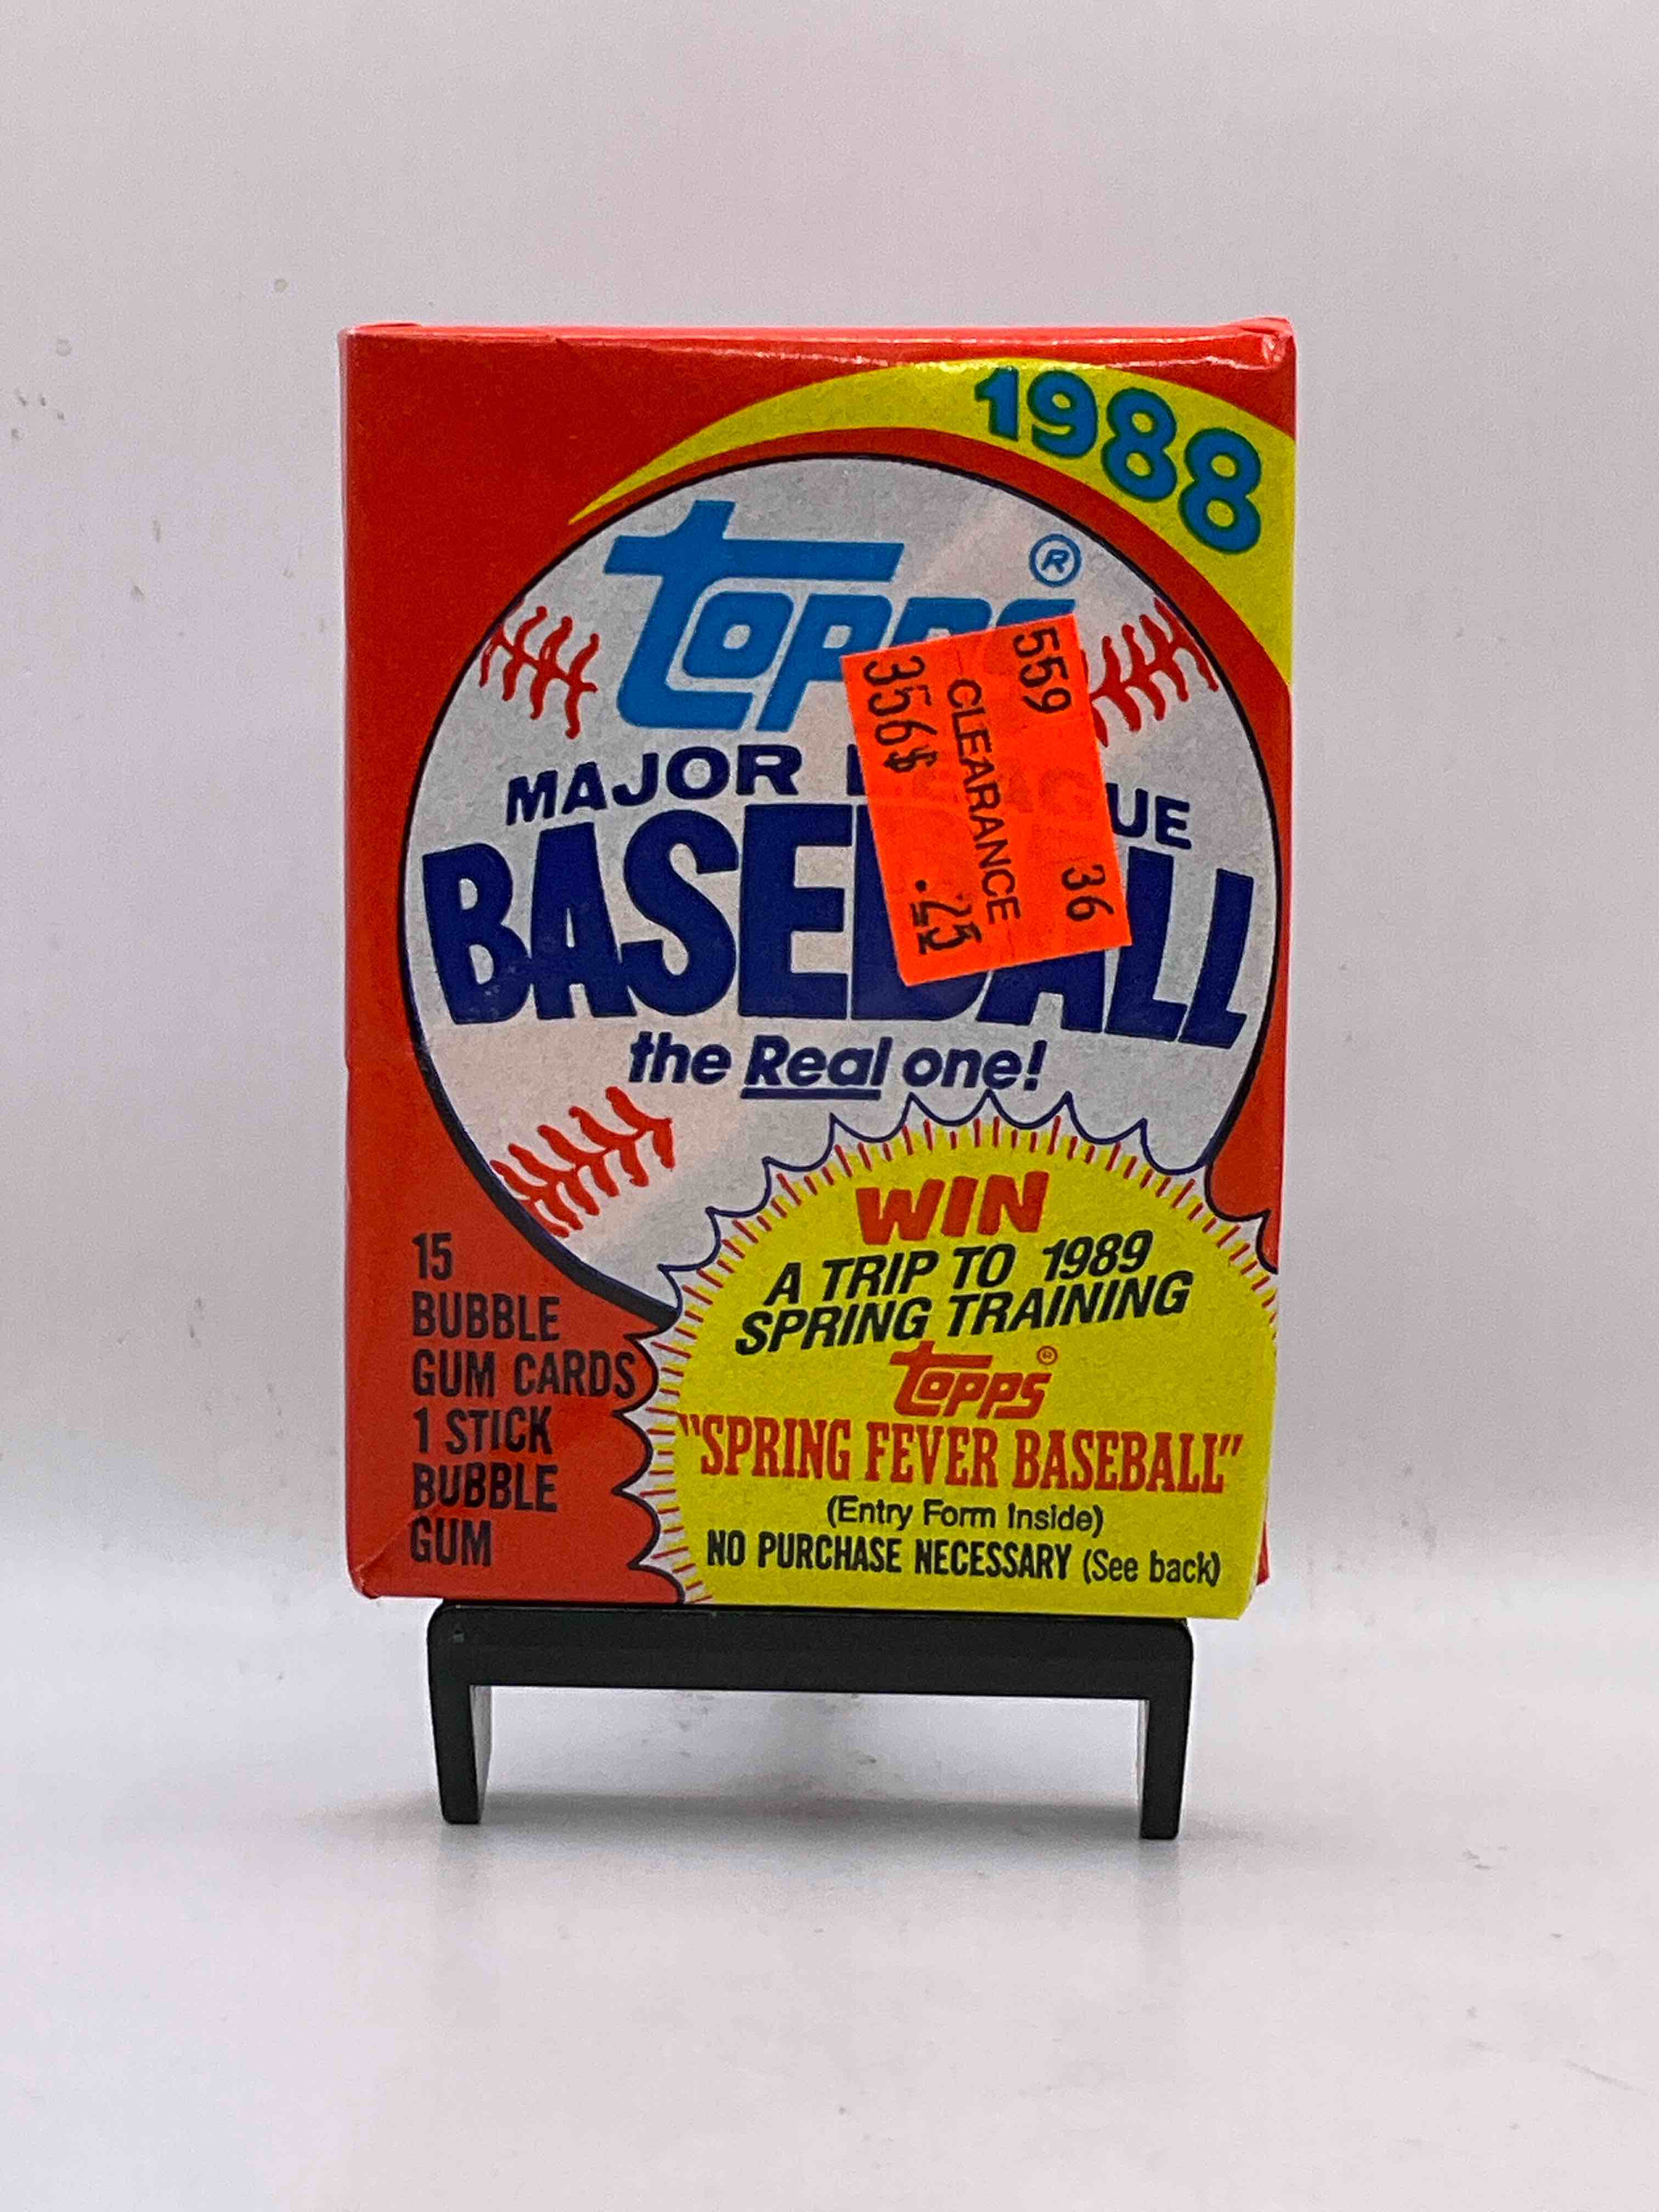 1988
Topps ®
MAJOR LEAGUE
BASEBALL
the Real one!
559 36
CLEARANCE
356$ .25
15
BUBBLE
GUM CARDS
1 STICK
BUBBLE
GUM
WIN
A TRIP TO 1989
SPRING TRAINING
Topps ®
"SPRING FEVER BASEBALL"
(Entry Form Inside)
NO PURCHASE NECESSARY (See back)